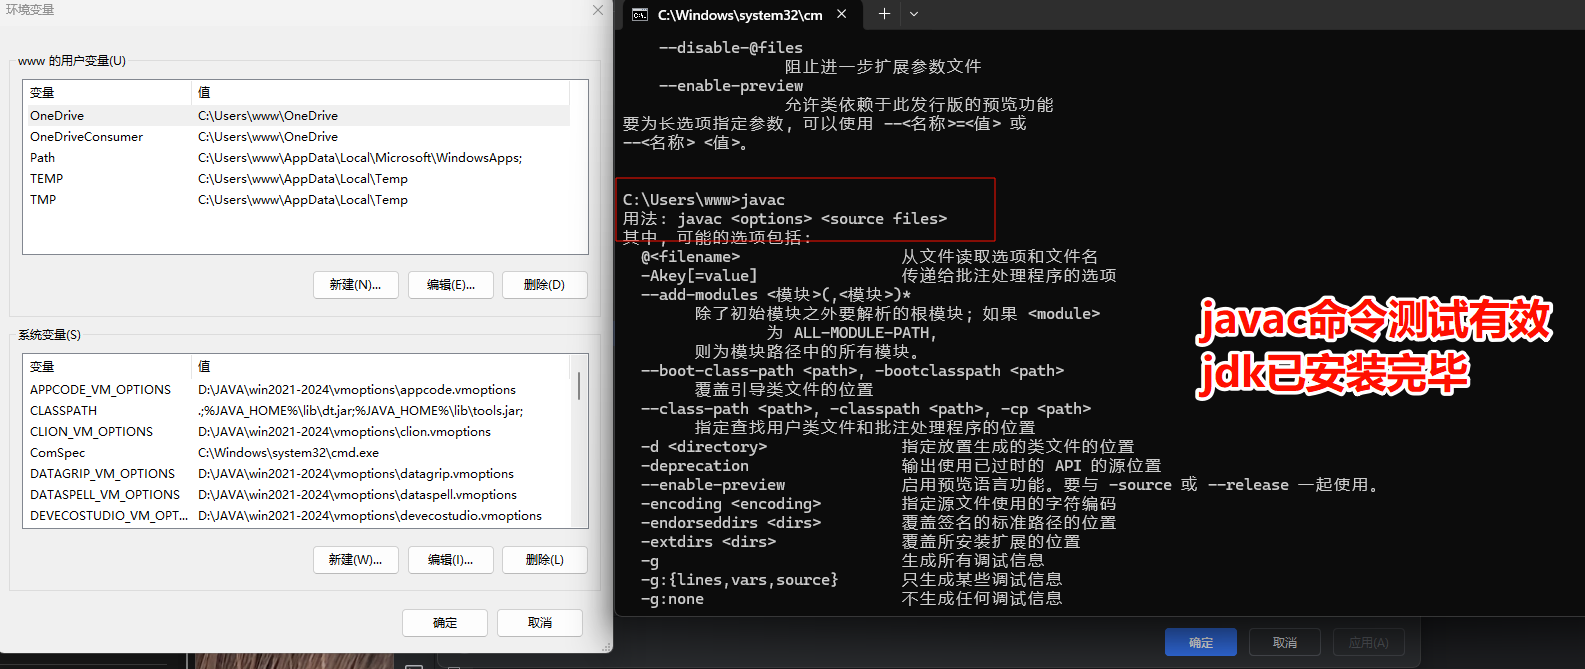 环境变量
www 的用户变量(U)
变量 值
OneDrive C:\Users\www\OneDrive
OneDriveConsumer C:\Users\www\OneDrive
Path C:\Users\www\AppData\Local\Microsoft\WindowsApps;
TEMP C:\Users\www\AppData\Local\Temp
TMP C:\Users\www\AppData\Local\Temp
新建(N)... 编辑(E)... 删除(D)
系统变量(S)
变量 值
APPCODE_VM_OPTIONS D:\JAVA\win2021-2024\vmoptions\appcode.vmoptions
CLASSPATH .;%JAVA_HOME%\lib\dt.jar;%JAVA_HOME%\lib\tools.jar;
CLION_VM_OPTIONS D:\JAVA\win2021-2024\vmoptions\clion.vmoptions
ComSpec C:\Windows\system32\cmd.exe
DATAGRIP_VM_OPTIONS D:\JAVA\win2021-2024\vmoptions\datagrip.vmoptions
DATASPELL_VM_OPTIONS D:\JAVA\win2021-2024\vmoptions\dataspell.vmoptions
DEVECOSTUDIO_VM_OPT... D:\JAVA\win2021-2024\vmoptions\devecostudio.vmoptions
新建(W)... 编辑(I)... 删除(L)
确定 取消
C:\Windows\system32\cm
--disable-@files
阻止进一步扩展参数文件
--enable-preview
允许类依赖于此发行版的预览功能
要为长选项指定参数, 可以使用 --<名称>=<值> 或
--<名称> <值>。
C:\Users\www>javac
用法: javac <options> <source files>
其中, 可能的选项包括:
@<filename> 从文件读取选项和文件名
-Akey[=value] 传递给批注处理程序的选项
--add-modules <模块>(,<模块>)*
除了初始模块之外要解析的根模块; 如果 <module>
为 ALL-MODULE-PATH,
则为模块路径中的所有模块。
--boot-class-path <path>, -bootclasspath <path>
覆盖引导类文件的位置
--class-path <path>, -classpath <path>, -cp <path>
指定查找用户类文件和批注处理程序的位置
-d <directory> 指定放置生成的类文件的位置
-deprecation 输出使用已过时的 API 的源位置
--enable-preview 启用预览语言功能。要与 -source 或 --release 一起使用。
-encoding <encoding> 指定源文件使用的字符编码
-endorseddirs <dirs> 覆盖签名的标准路径的位置
-extdirs <dirs> 覆盖所安装扩展的位置
-g 生成所有调试信息
-g:{lines,vars,source} 只生成某些调试信息
-g:none 不生成任何调试信息
javac命令测试有效
jdk已安装完毕
确定 取消 应用(A)